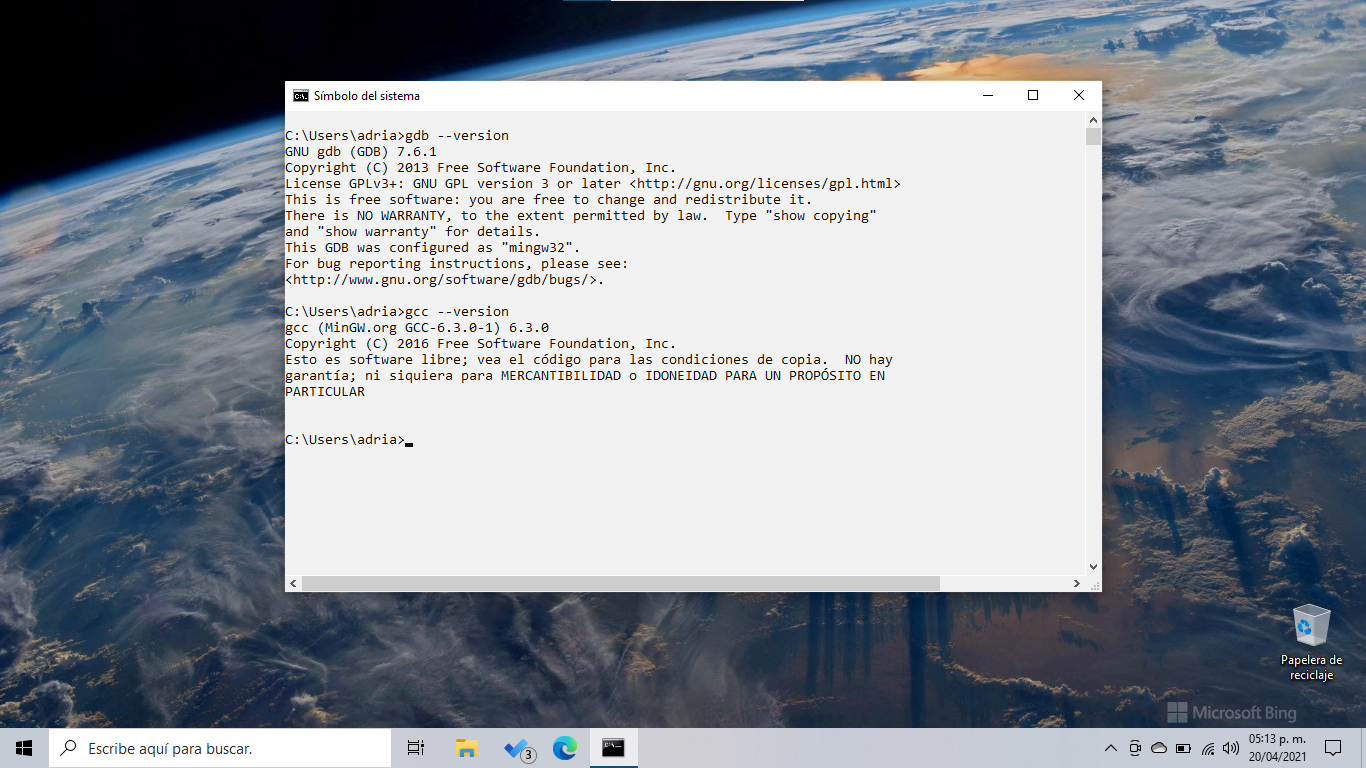 Símbolo del sistema
C:\Users\adria>gdb --version
GNU gdb (GDB) 7.6.1
Copyright (C) 2013 Free Software Foundation, Inc.
License GPLv3+: GNU GPL version 3 or later <http://gnu.org/licenses/gpl.html>
This is free software: you are free to change and redistribute it.
There is NO WARRANTY, to the extent permitted by law.  Type "show copying"
and "show warranty" for details.
This GDB was configured as "mingw32".
For bug reporting instructions, please see:
<http://www.gnu.org/software/gdb/bugs/>.
C:\Users\adria>gcc --version
gcc (MinGW.org GCC-6.3.0-1) 6.3.0
Copyright (C) 2016 Free Software Foundation, Inc.
Esto es software libre; vea el código para las condiciones de copia.  NO hay
garantía; ni siquiera para MERCANTIBILIDAD o IDONEIDAD PARA UN PROPÓSITO EN
PARTICULAR
C:\Users\adria>
Papelera de
reciclaje
Microsoft Bing
Escribe aquí para buscar.
3
05:13 p. m.
20/04/2021